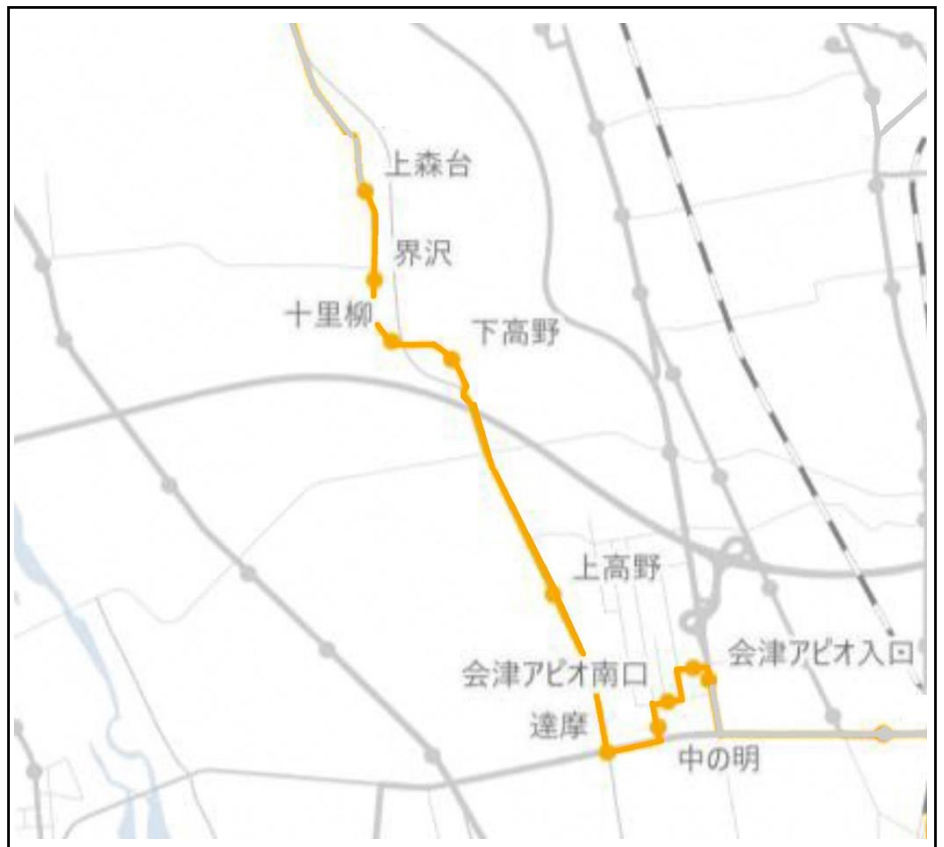 上森台
界沢
十里柳
下高野
上高野
会津アピオ入口
会津アピオ南口
達摩
中の明